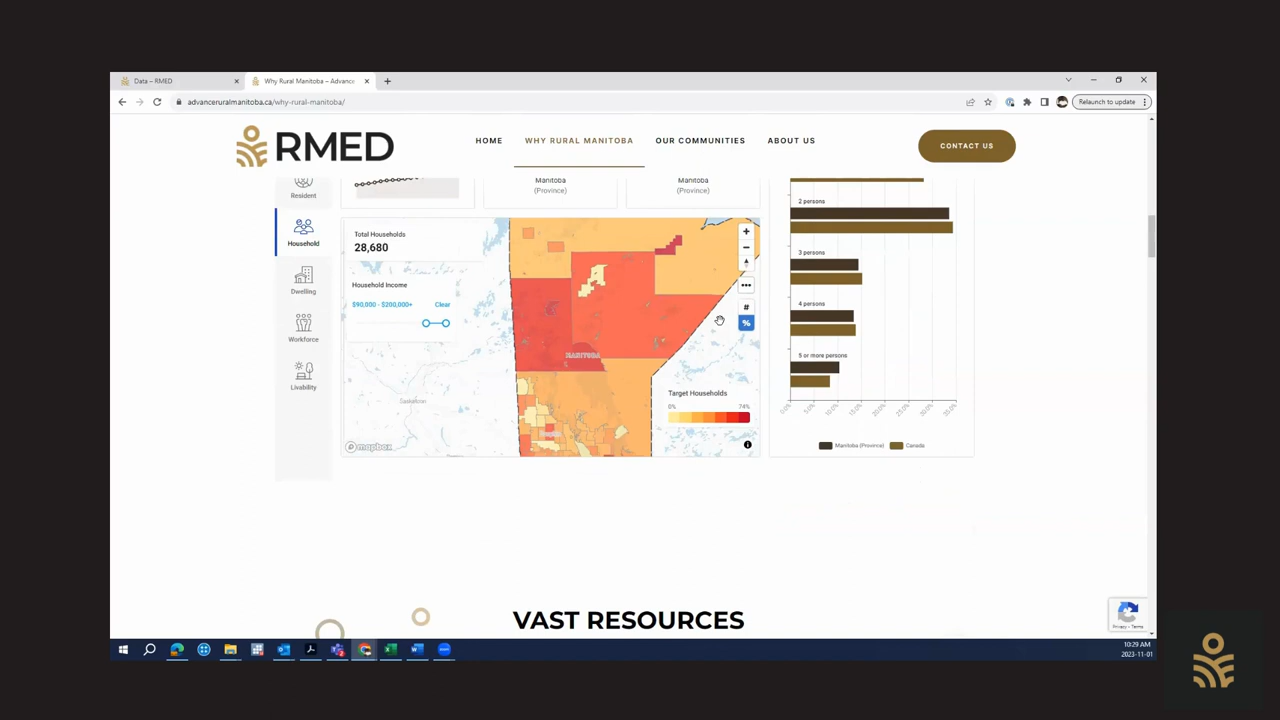 Data – RMED
Why Rural Manitoba – Advance
advanceruralmanitoba.ca/why-rural-manitoba/
Relaunch to update
RMED
HOME
WHY RURAL MANITOBA
OUR COMMUNITIES
ABOUT US
CONTACT US
Resident
Household
Dwelling
Workforce
Livability
Manitoba
(Province)
Manitoba
(Province)
Total Households
28,680
Household Income
$90,000 - $200,000+
Clear
MANITOBA
Saskatchewan
mapbox
#
%
Target Households
0%
74%
2 persons
3 persons
4 persons
5 or more persons
0.0%
5.0%
10.0%
15.0%
20.0%
25.0%
30.0%
35.0%
Manitoba (Province)
Canada
VAST RESOURCES
Privacy - Terms
10:29 AM
2023-11-01